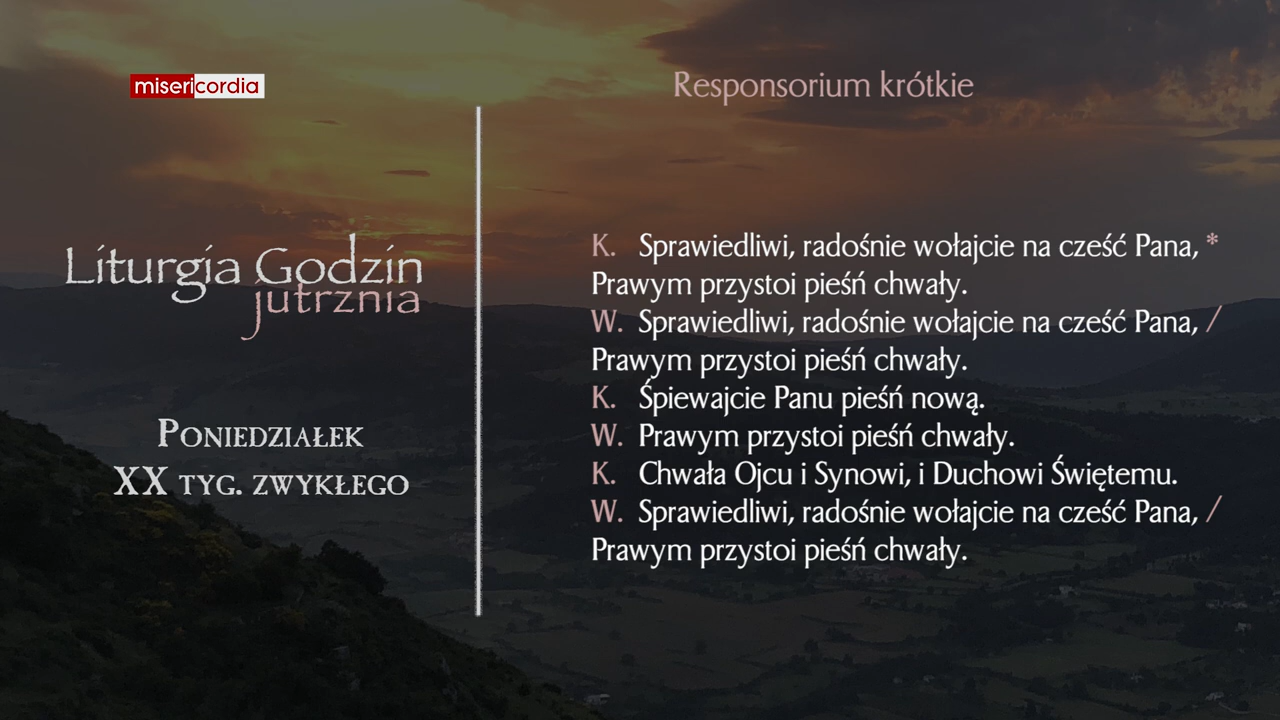 misericordia
Liturgia Godzin
jutrznia
Poniedziałek
XX tyg. zwykłego
Responsorium krótkie
K. Sprawiedliwi, radośnie wołajcie na cześć Pana, *
Prawym przystoi pieśń chwały.
W. Sprawiedliwi, radośnie wołajcie na cześć Pana, /
Prawym przystoi pieśń chwały.
K. Śpiewajcie Panu pieśń nową.
W. Prawym przystoi pieśń chwały.
K. Chwała Ojcu i Synowi, i Duchowi Świętemu.
W. Sprawiedliwi, radośnie wołajcie na cześć Pana, /
Prawym przystoi pieśń chwały.